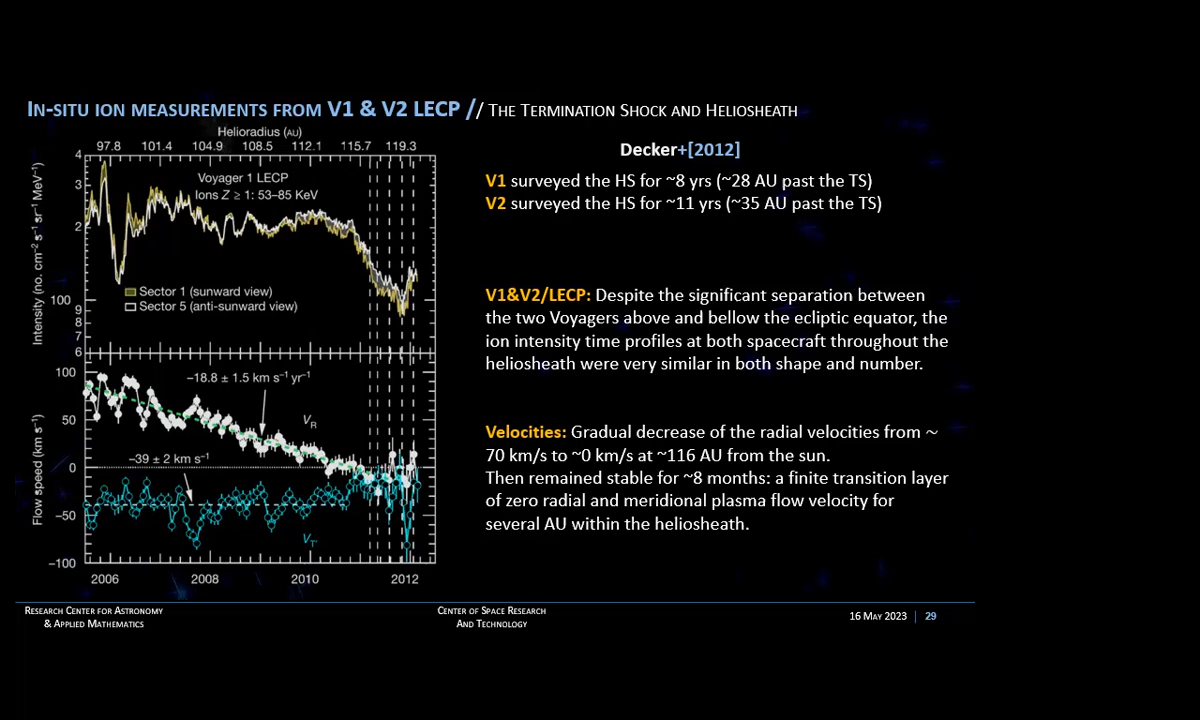 IN-SITU ION MEASUREMENTS FROM V1 & V2 LECP // THE TERMINATION SHOCK AND HELIOSHEATH
Helioradius (AU)
97.8 101.4 104.9 108.5 112.1 115.7 119.3
Intensity (no. cm⁻² s⁻¹ sr⁻¹ MeV⁻¹)
4
3
2
100
9
8
7
6
Voyager 1 LECP
Ions Z ≥ 1: 53–85 KeV
Sector 1 (sunward view)
Sector 5 (anti-sunward view)
Flow speed (km s⁻¹)
100
50
0
−50
−100
−18.8 ± 1.5 km s⁻¹ yr⁻¹
V_R
−39 ± 2 km s⁻¹
V_T
2006 2008 2010 2012
Decker+[2012]
V1 surveyed the HS for ~8 yrs (~28 AU past the TS)
V2 surveyed the HS for ~11 yrs (~35 AU past the TS)
V1&V2/LECP: Despite the significant separation between
the two Voyagers above and bellow the ecliptic equator, the
ion intensity time profiles at both spacecraft throughout the
heliosheath were very similar in both shape and number.
Velocities: Gradual decrease of the radial velocities from ~
70 km/s to ~0 km/s at ~116 AU from the sun.
Then remained stable for ~8 months: a finite transition layer
of zero radial and meridional plasma flow velocity for
several AU within the heliosheath.
RESEARCH CENTER FOR ASTRONOMY
& APPLIED MATHEMATICS
CENTER OF SPACE RESEARCH
AND TECHNOLOGY
16 MAY 2023 | 29